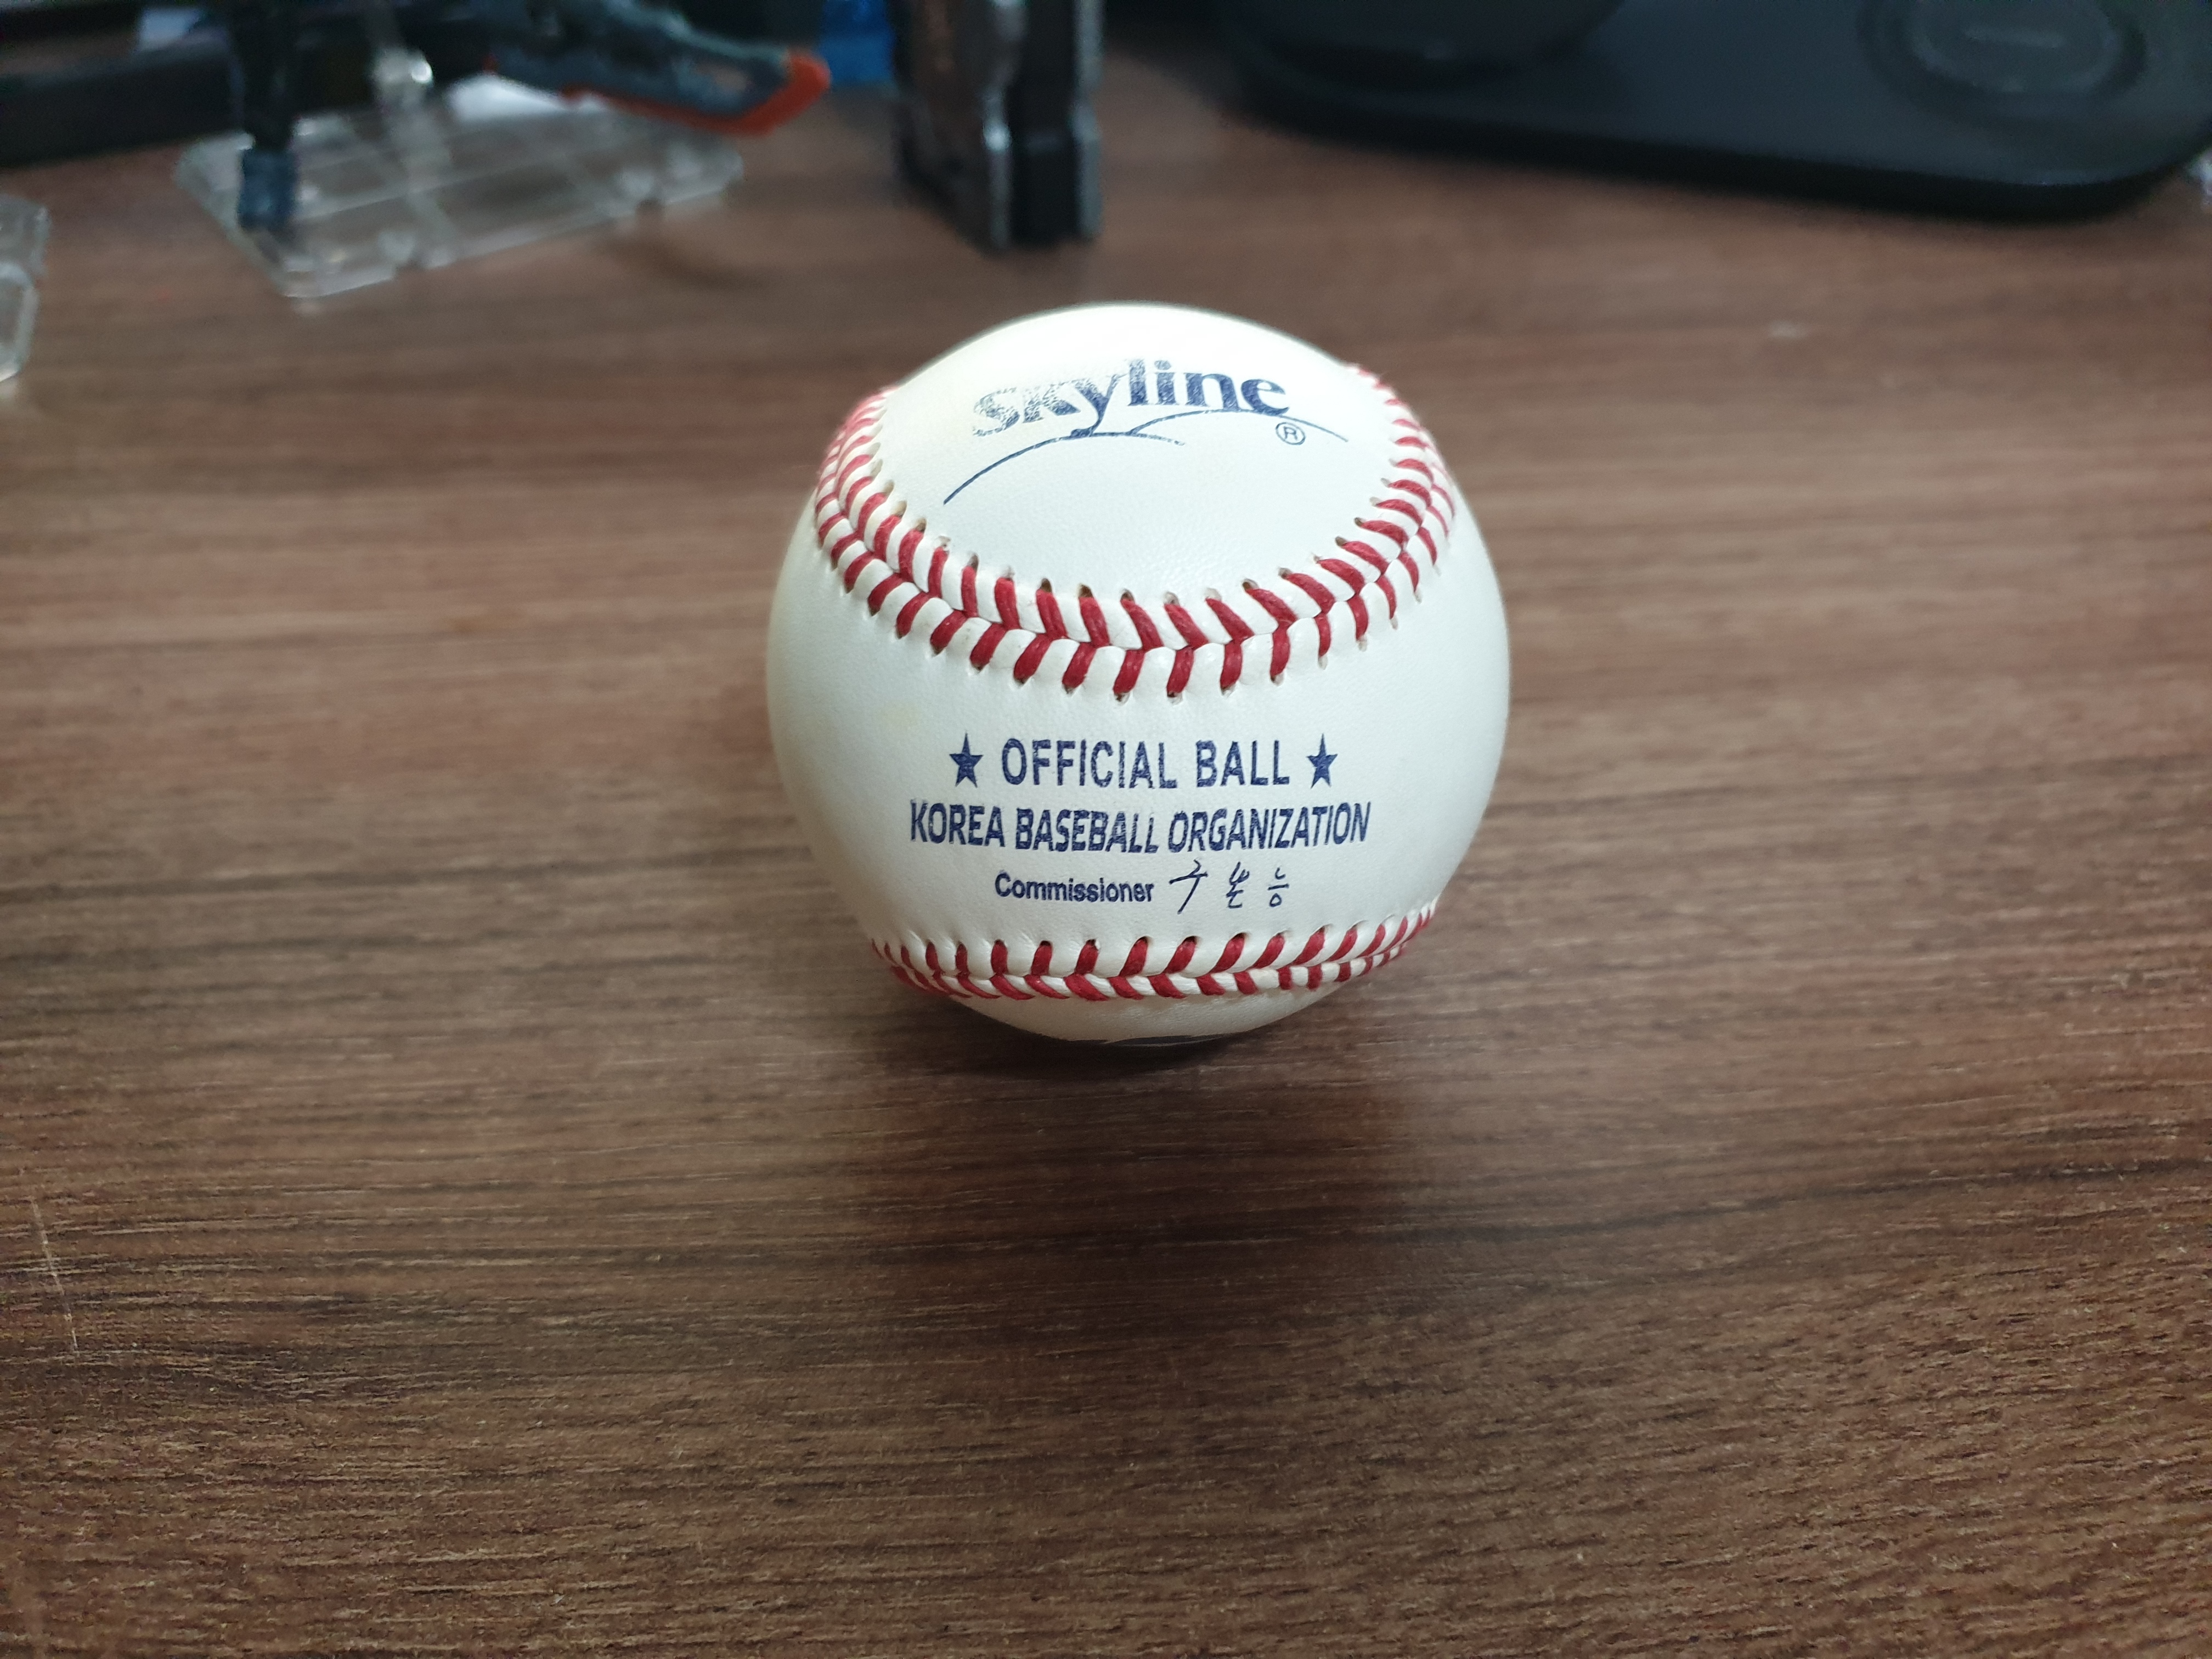 skyline
®
★ OFFICIAL BALL ★
KOREA BASEBALL ORGANIZATION
Commissioner 구본능